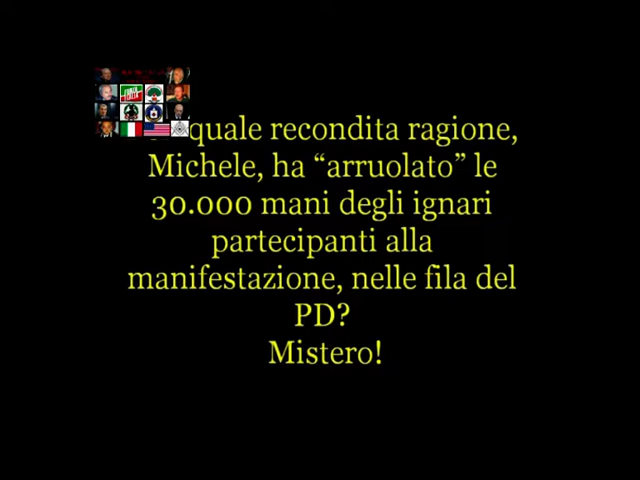 quale recondita ragione,
Michele, ha “arruolato” le
30.000 mani degli ignari
partecipanti alla
manifestazione, nelle fila del
PD?
Mistero!